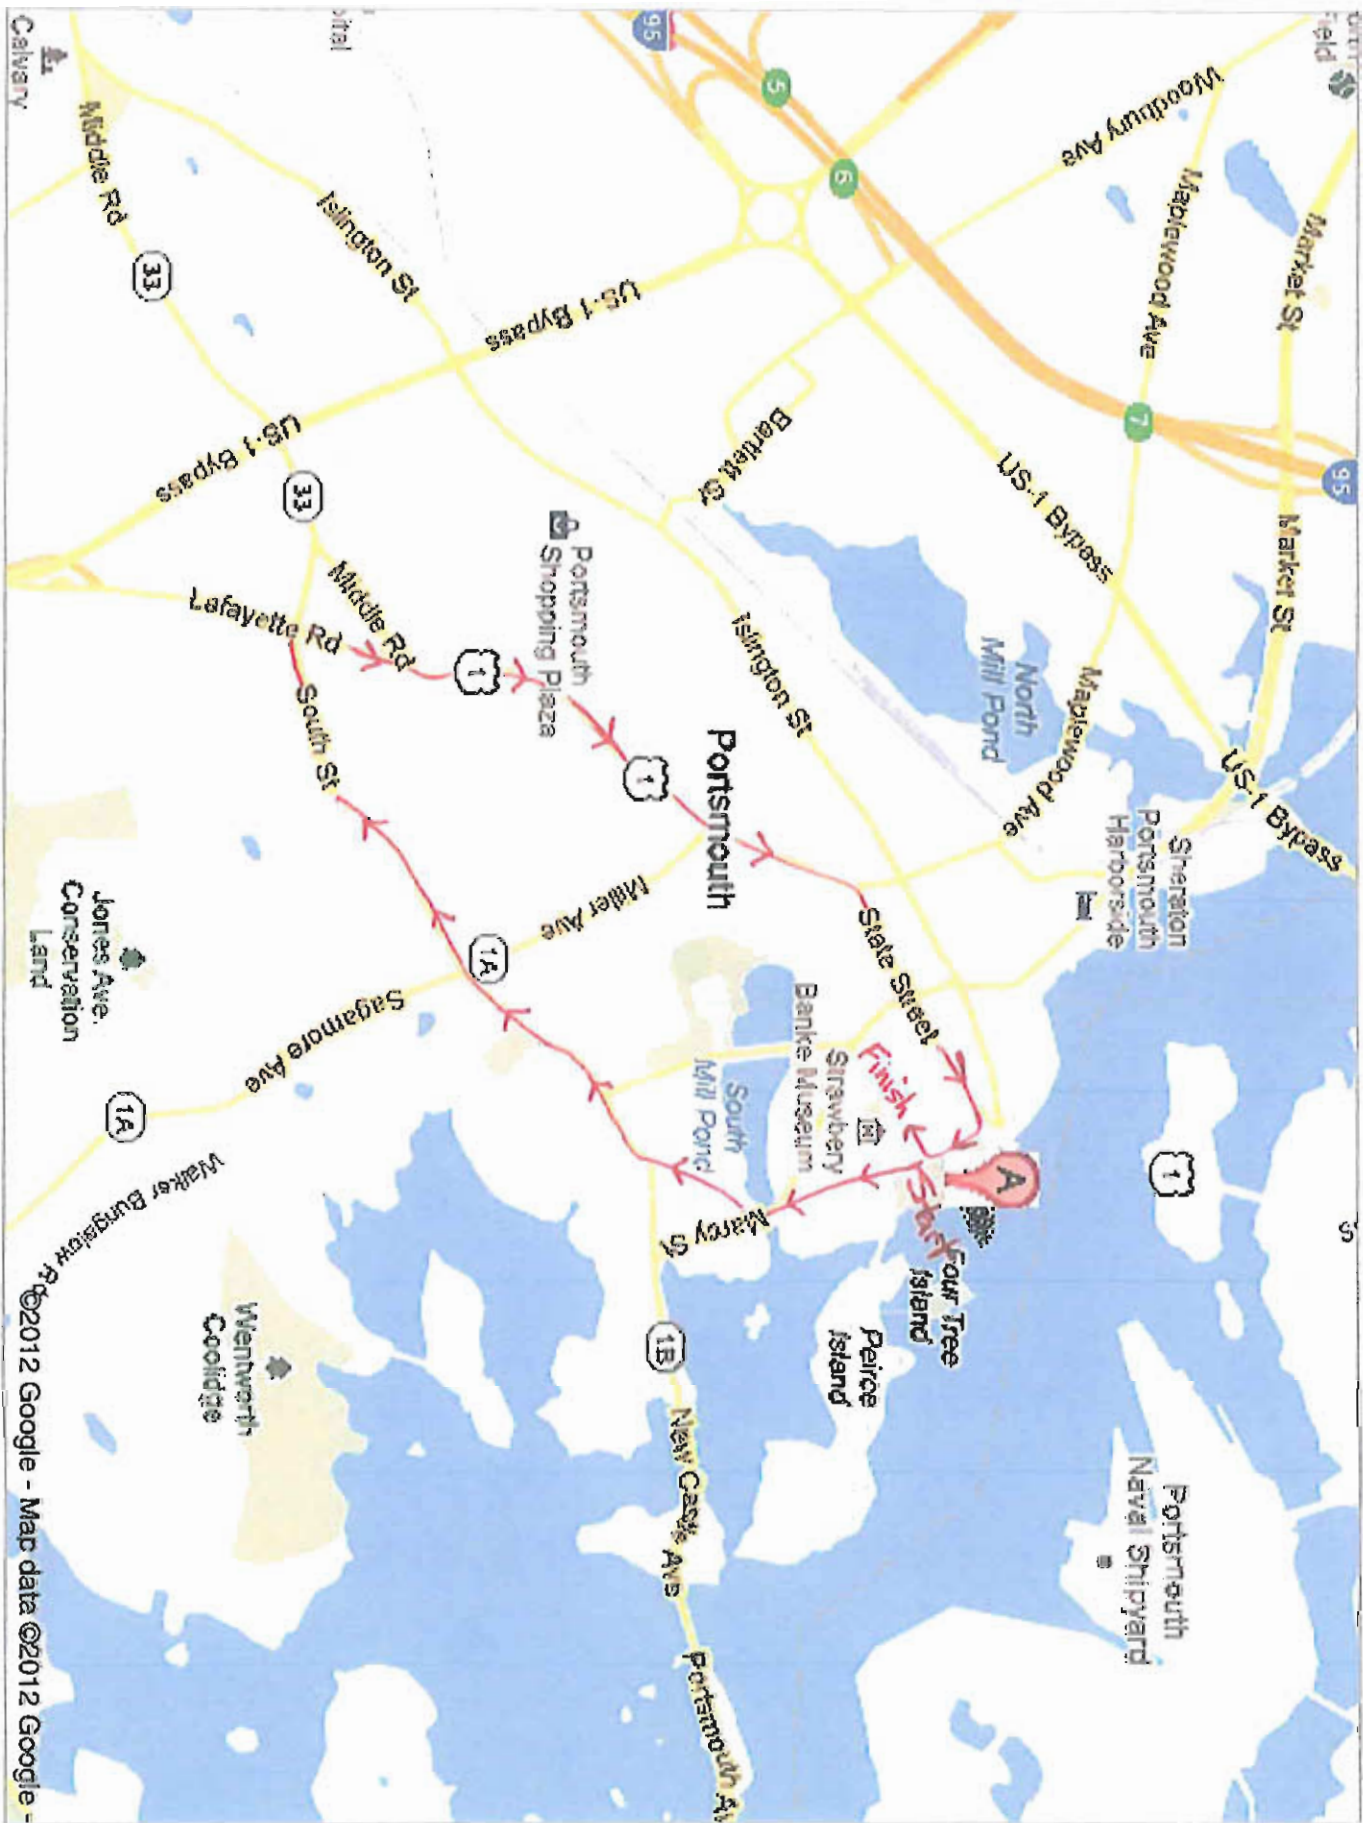 95
5
6
Woodbury Ave
Field
Market St
Maplewood Ave
7
95
Market St
US-1 Bypass
Calvary
Middle Rd
33
Islington St
US-1 Bypass
Bartlett St
US-1 Bypass
33
Middle Rd
Lafayette Rd
1
Portsmouth
Shopping Plaza
Islington St
North
Mill Pond
Maplewood Ave
US-1 Bypass
1
Portsmouth
South St
Sheraton
Portsmouth
Harborside
State Street
Miller Ave
1A
Jones Ave.
Conservation
Land
Sagamore Ave
1A
Walker Bungalow Rd
Strawbery
Banke Museum
Finish
South
Mill Pond
A
Start
1
Marcy St
Four Tree
Island
Peirce
Island
1B
New Castle Ave
Wentworth
Coolidge
Portsmouth
Naval Shipyard
Portsmouth Av
©2012 Google - Map data ©2012 Google -